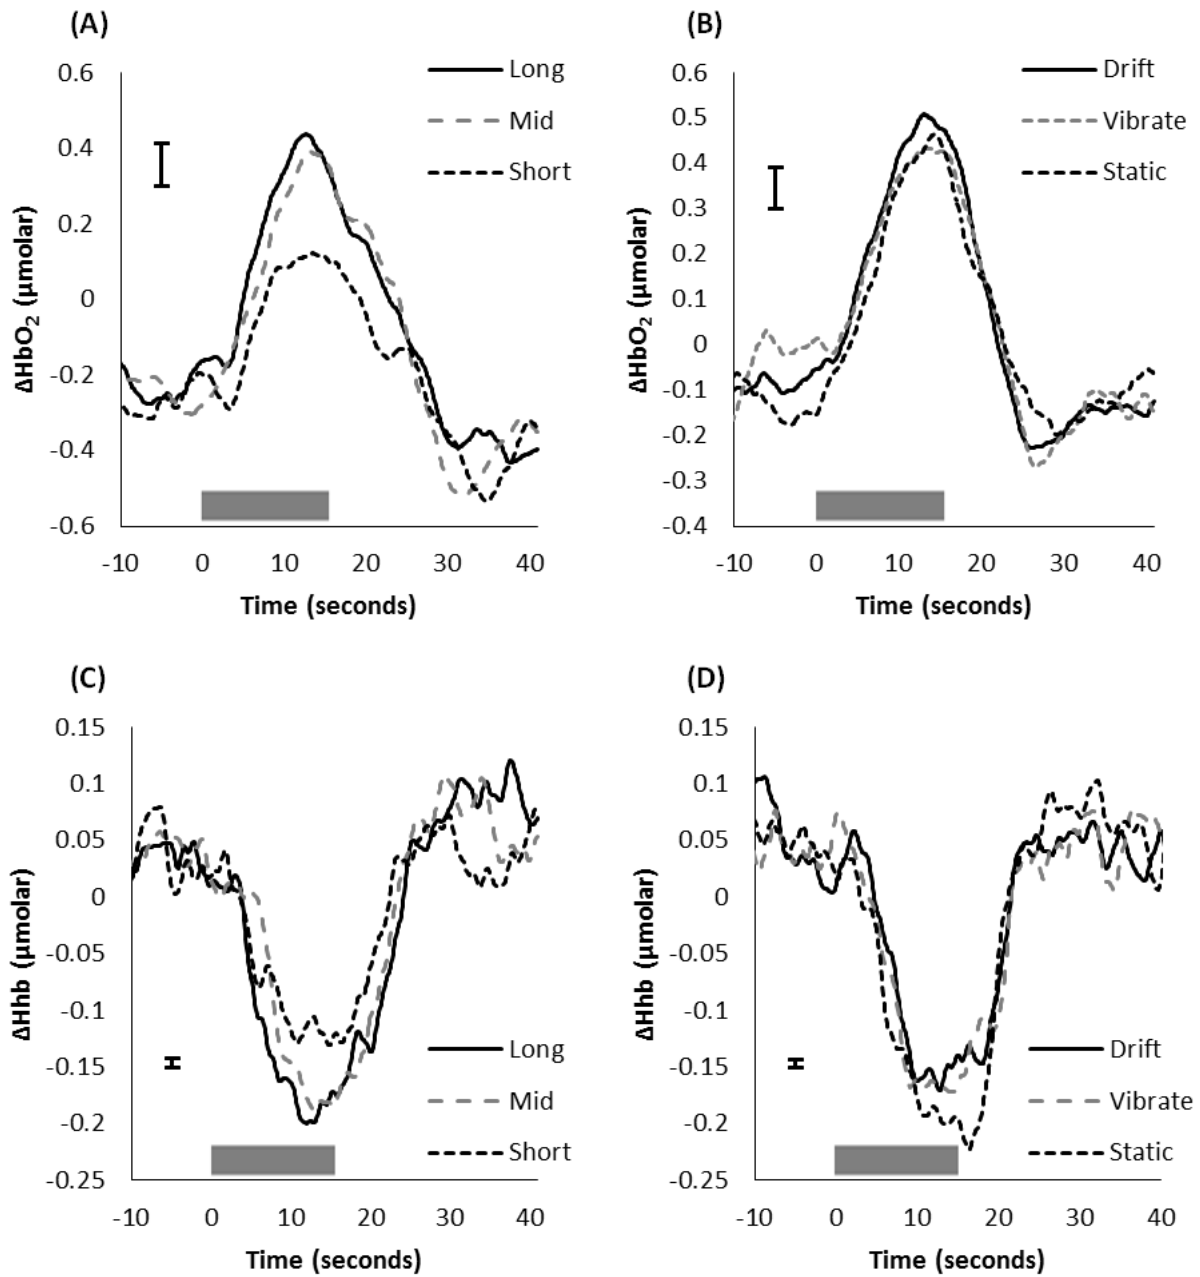 (A)
Long
Mid
Short
0.6
0.4
0.2
0
-0.2
-0.4
-0.6
ΔHbO₂ (µmolar)
-10 0 10 20 30 40
Time (seconds)
(B)
Drift
Vibrate
Static
0.6
0.5
0.4
0.3
0.2
0.1
0
-0.1
-0.2
-0.3
-0.4
ΔHbO₂ (µmolar)
-10 0 10 20 30 40
Time (seconds)
(C)
0.15
0.1
0.05
0
-0.05
-0.1
-0.15
-0.2
-0.25
ΔHhb (µmolar)
Long
Mid
Short
-10 0 10 20 30 40
Time (seconds)
(D)
0.15
0.1
0.05
0
-0.05
-0.1
-0.15
-0.2
-0.25
ΔHhb (µmolar)
Drift
Vibrate
Static
-10 0 10 20 30 40
Time (seconds)